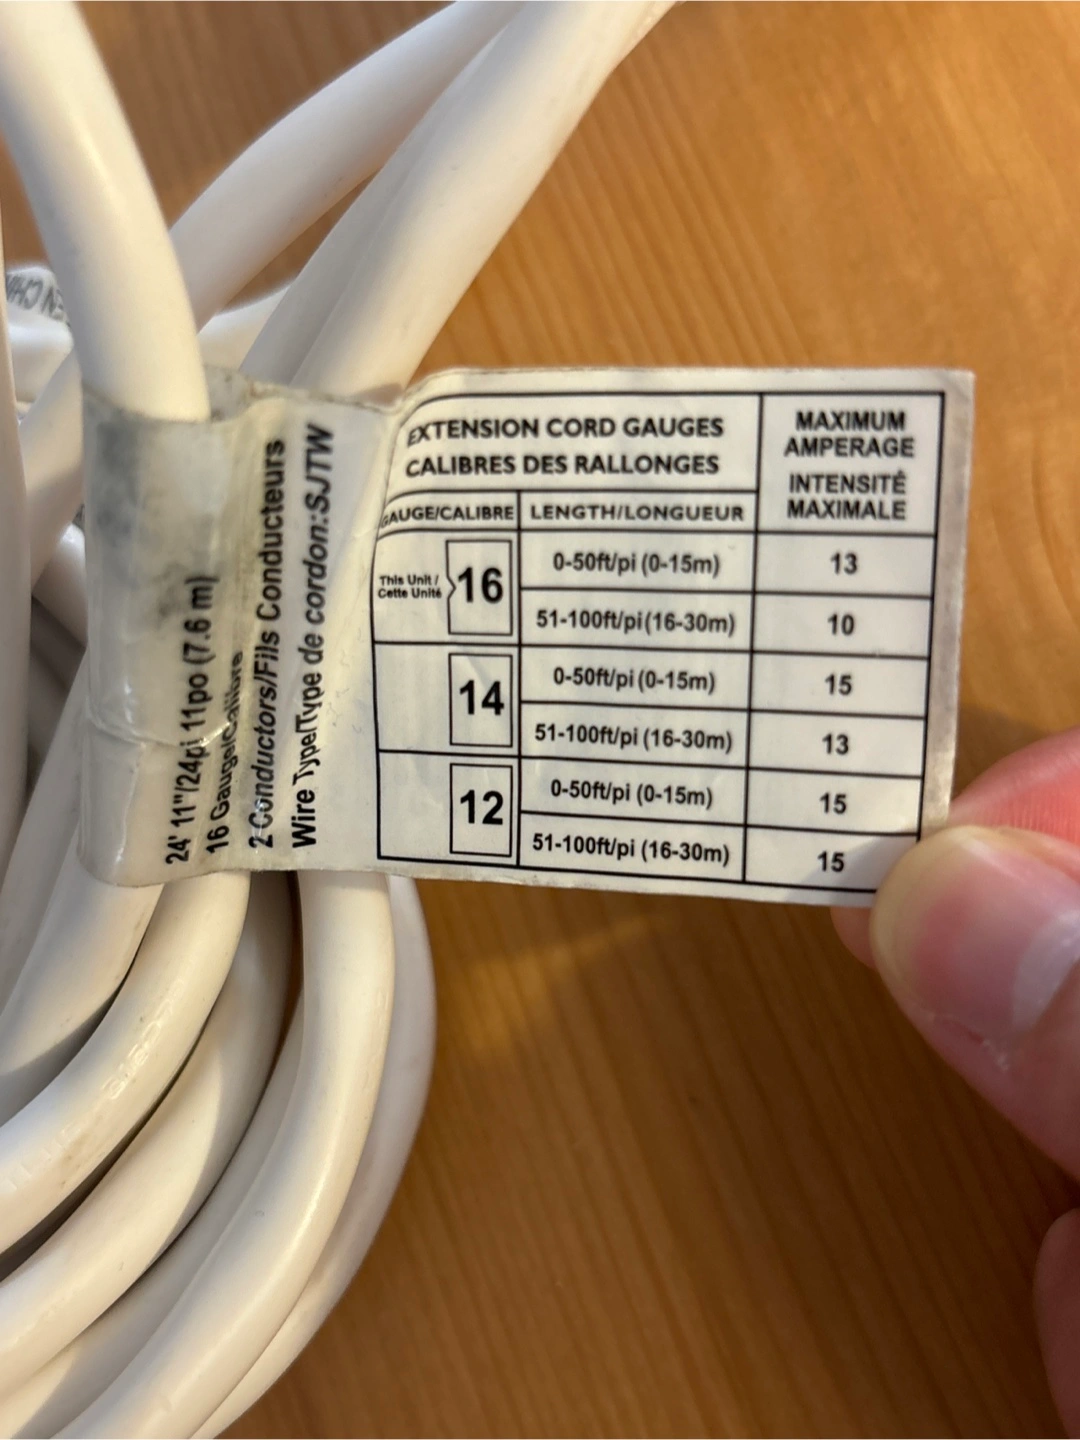 EN CHIN
24' 11"/24pi 11po (7.6 m)
16 Gauge/Calibre
2 Conductors/Fils Conducteurs
Wire Type/Type de cordon:SJTW
EXTENSION CORD GAUGES
CALIBRES DES RALLONGES
MAXIMUM
AMPERAGE
INTENSITÉ
MAXIMALE
GAUGE/CALIBRE LENGTH/LONGUEUR
This Unit /
Cette Unité
16
0-50ft/pi (0-15m) 13
51-100ft/pi (16-30m) 10
14
0-50ft/pi (0-15m) 15
51-100ft/pi (16-30m) 13
12
0-50ft/pi (0-15m) 15
51-100ft/pi (16-30m) 15